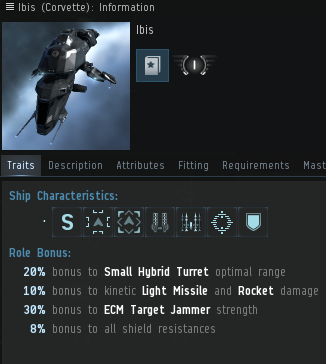 Ibis (Corvette): Information
Ibis
I
Traits Description Attributes Fitting Requirements Mast
Ship Characteristics:
S
Role Bonus:
20% bonus to Small Hybrid Turret optimal range
10% bonus to kinetic Light Missile and Rocket damage
30% bonus to ECM Target Jammer strength
8% bonus to all shield resistances